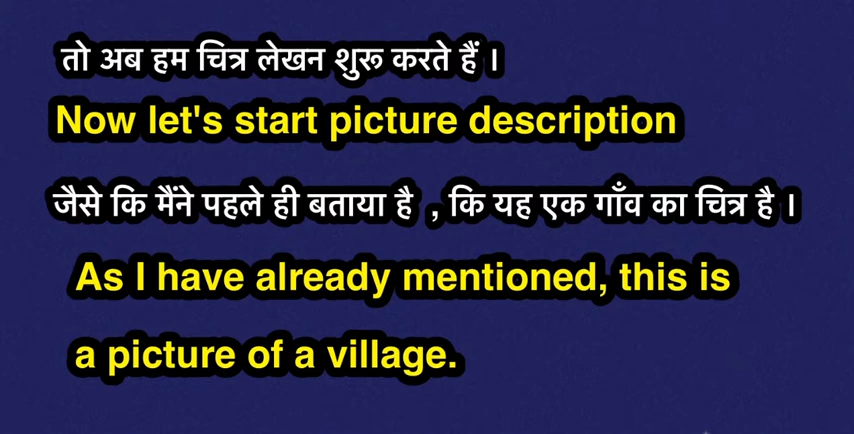 तो अब हम चित्र लेखन शुरू करते हैं ।
Now let's start picture description
जैसे कि मैंने पहले ही बताया है , कि यह एक गाँव का चित्र है ।
As I have already mentioned, this is
a picture of a village.